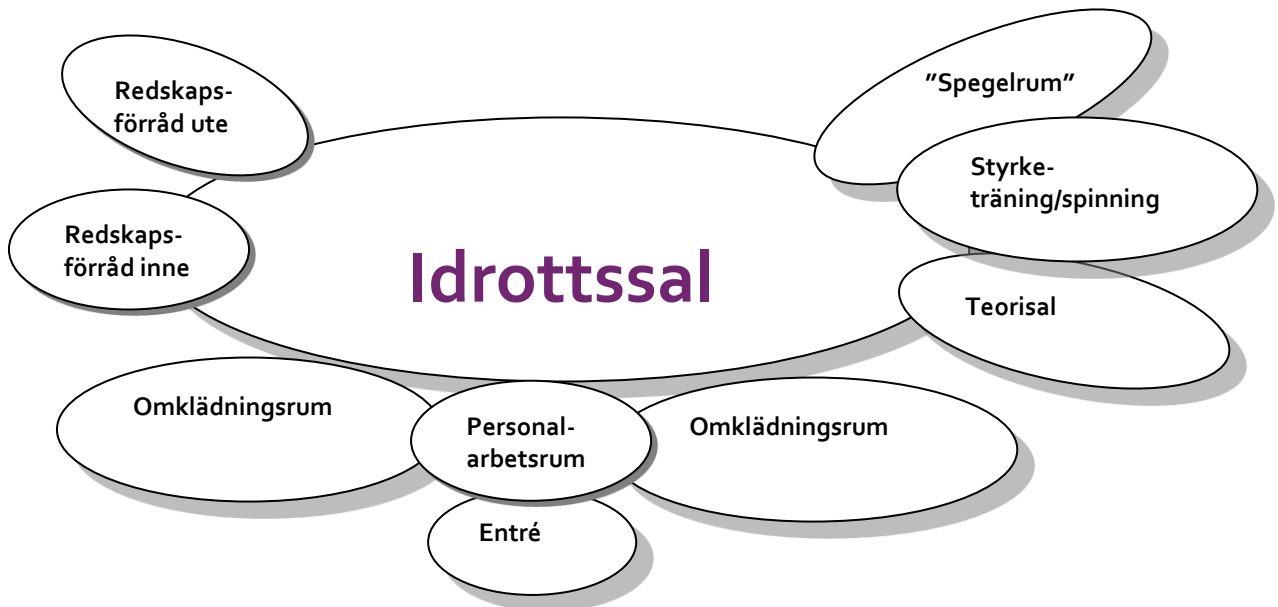 Redskaps-
förråd ute
”Spegelrum”
Styrke-
träning/spinning
Redskaps-
förråd inne
Idrottssal
Teorisal
Omklädningsrum
Personal-
arbetsrum
Omklädningsrum
Entré